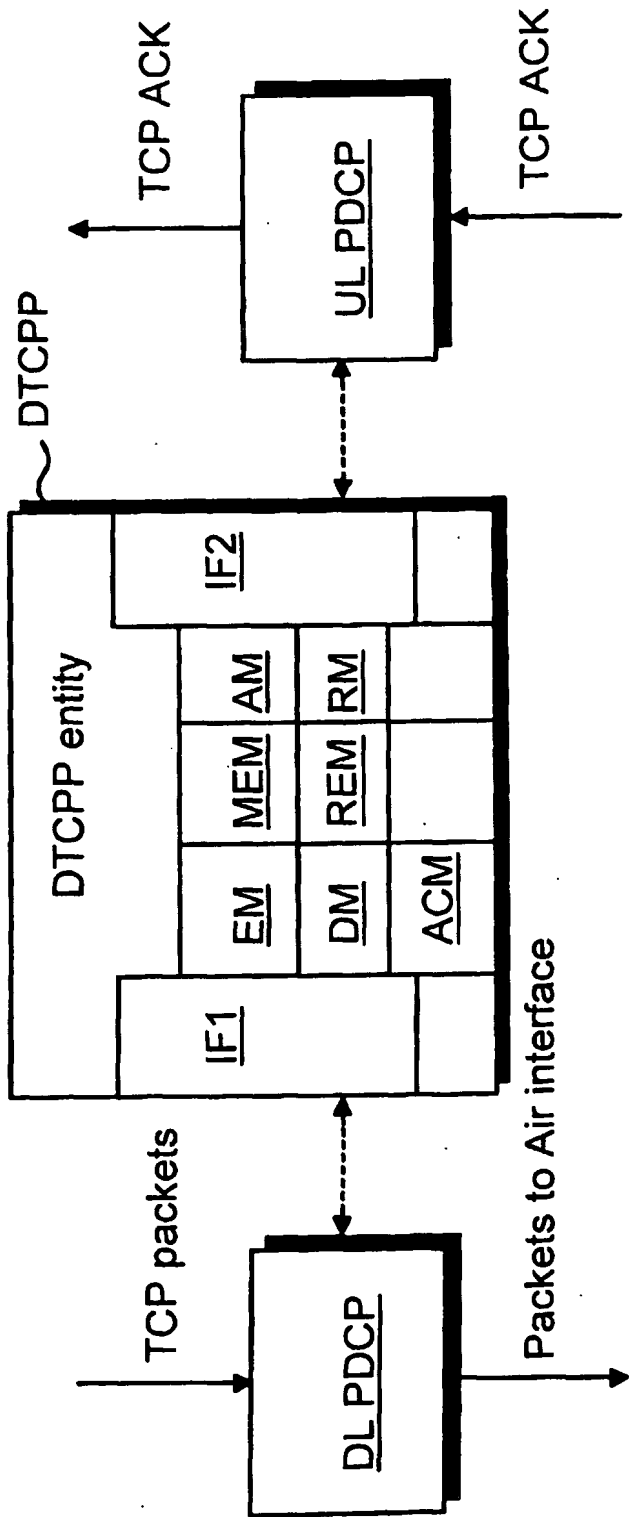 DTCPP
TCP packets
TCP ACK
DTCPP entity
IF1
EM
MEM
AM
IF2
DL PDCP
UL PDCP
DM
REM
RM
ACM
Packets to Air interface
TCP ACK